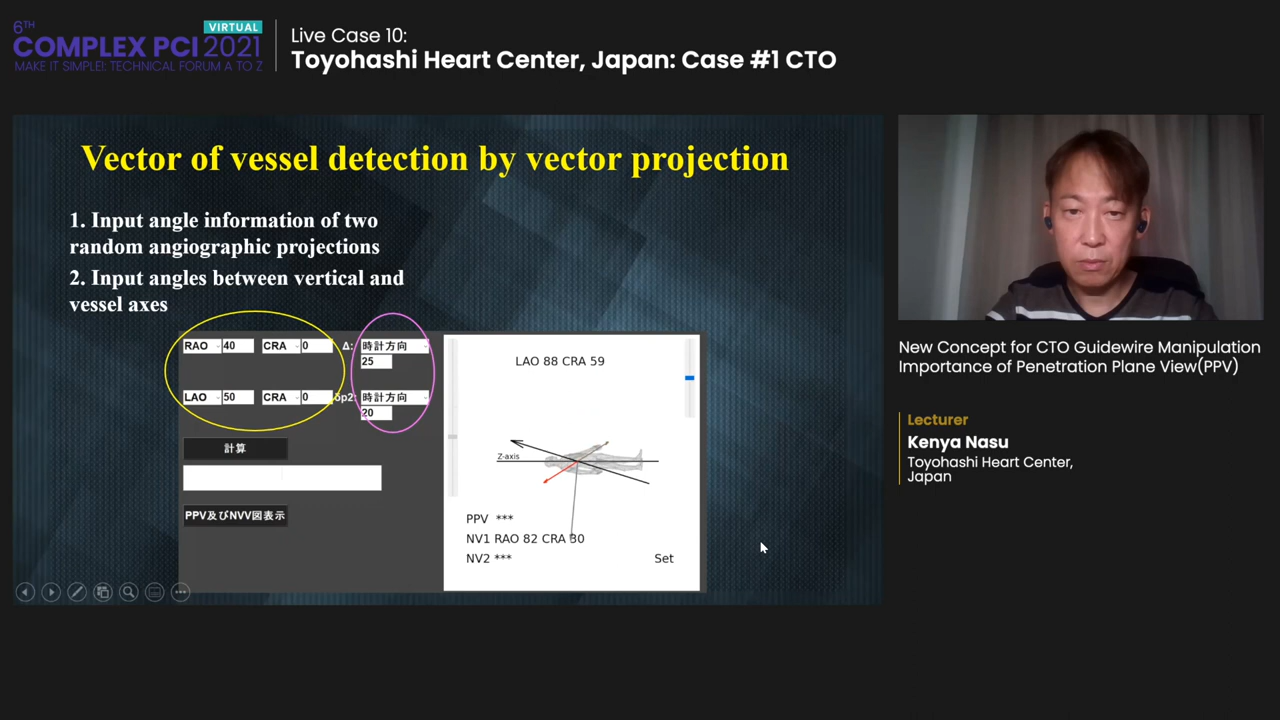 6TH VIRTUAL
COMPLEX PCI 2021
MAKE IT SIMPLE!: TECHNICAL FORUM A TO Z
Live Case 10:
Toyohashi Heart Center, Japan: Case #1 CTO
Vector of vessel detection by vector projection
1. Input angle information of two
random angiographic projections
2. Input angles between vertical and
vessel axes
RAO 40 CRA 0 Δ: 時計方向
25
LAO 50 CRA 0 op2: 時計方向
20
計算
PPV及びNVV図表示
LAO 88 CRA 59
Z-axis
PPV ***
NV1 RAO 82 CRA 30
NV2 *** Set
New Concept for CTO Guidewire Manipulation
Importance of Penetration Plane View(PPV)
Lecturer
Kenya Nasu
Toyohashi Heart Center,
Japan